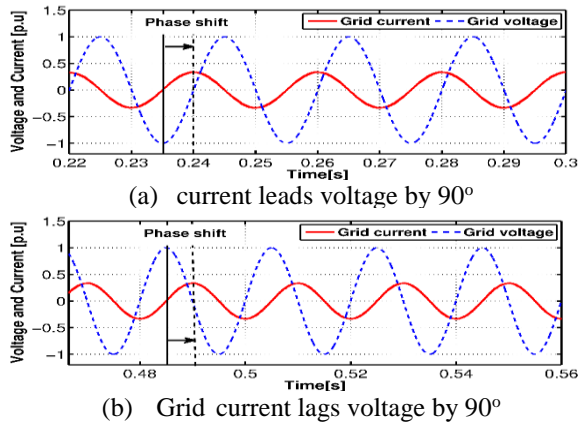 Phase shift
Grid current Grid voltage
Voltage and Current [p.u]
1.5
1
0.5
0
−0.5
−1
0.22 0.23 0.24 0.25 0.26 0.27 0.28 0.29 0.3
Time[s]
(a) current leads voltage by 90º
Phase shift
Grid current Grid voltage
Voltage and Current [p.u]
1.5
1
0.5
0
−0.5
−1
0.48 0.5 0.52 0.54 0.56
Time[s]
(b) Grid current lags voltage by 90º